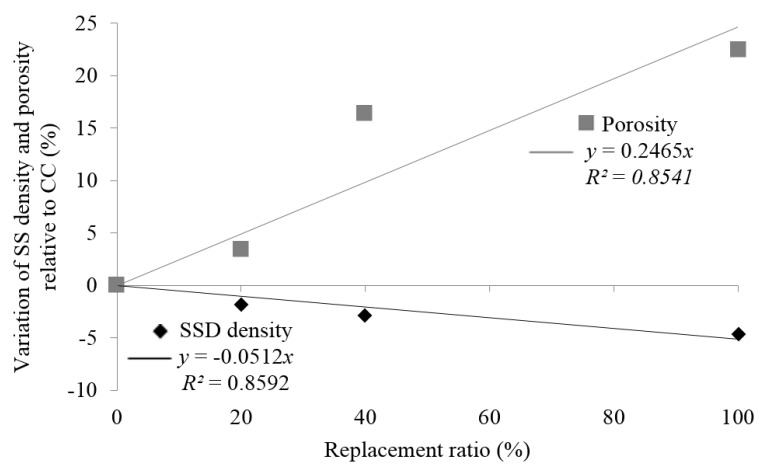 Variation of SS density and porosity
relative to CC (%)
25
20
15
10
5
0
-5
-10
Porosity
y = 0.2465x
R² = 0.8541
SSD density
y = -0.0512x
R² = 0.8592
0 20 40 60 80 100
Replacement ratio (%)